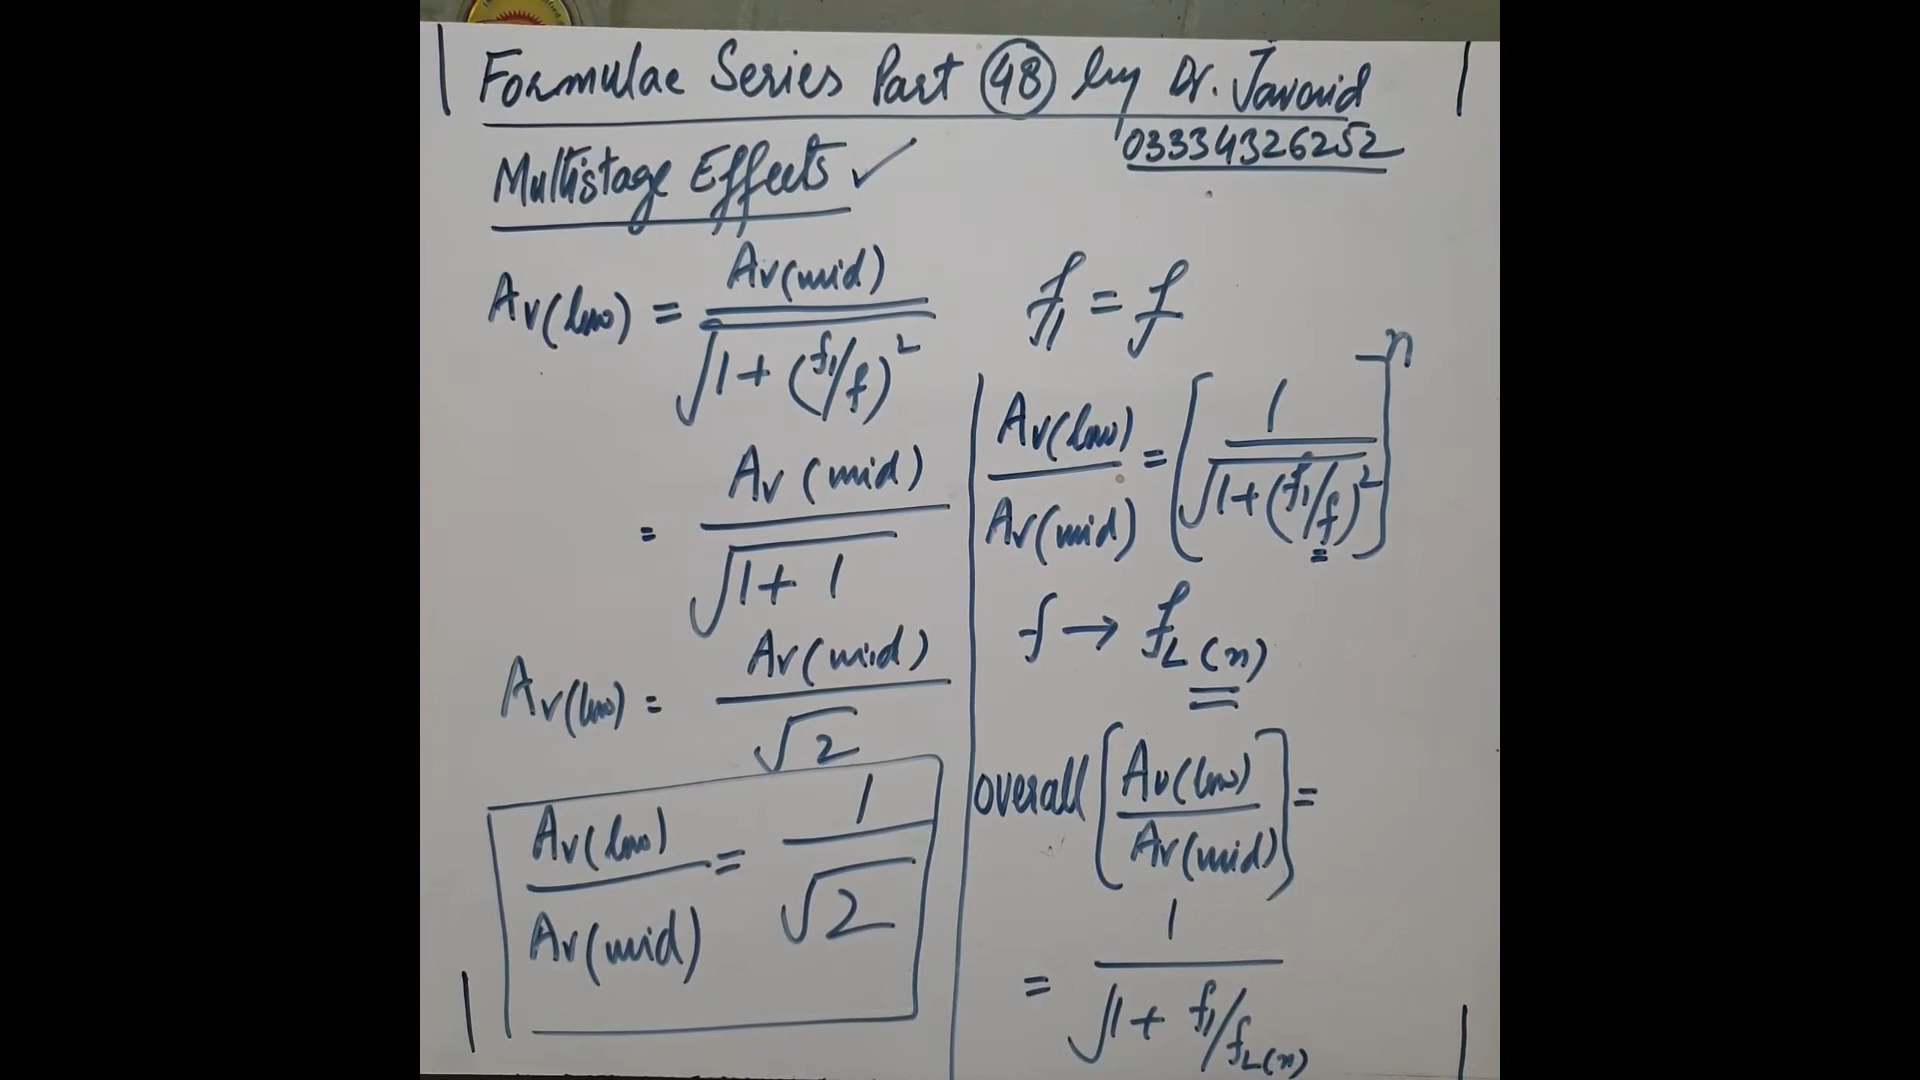 Formulae Series Part 48 by Dr. Javaid
03334326252
Multistage Effects ✓
Av(low) = Av(mid) / √1 + (f1/f)²
= Av (mid) / √1 + 1
Av(low) = Av(mid) / √2
Av(low) / Av(mid) = 1 / √2
f1 = f
Av(low) / Av(mid) = [1 / √1 + (f1/f)²]ⁿ
f → fL(n)
overall [Av(low) / Av(mid)] =
= 1 / √1 + f1/fL(n)